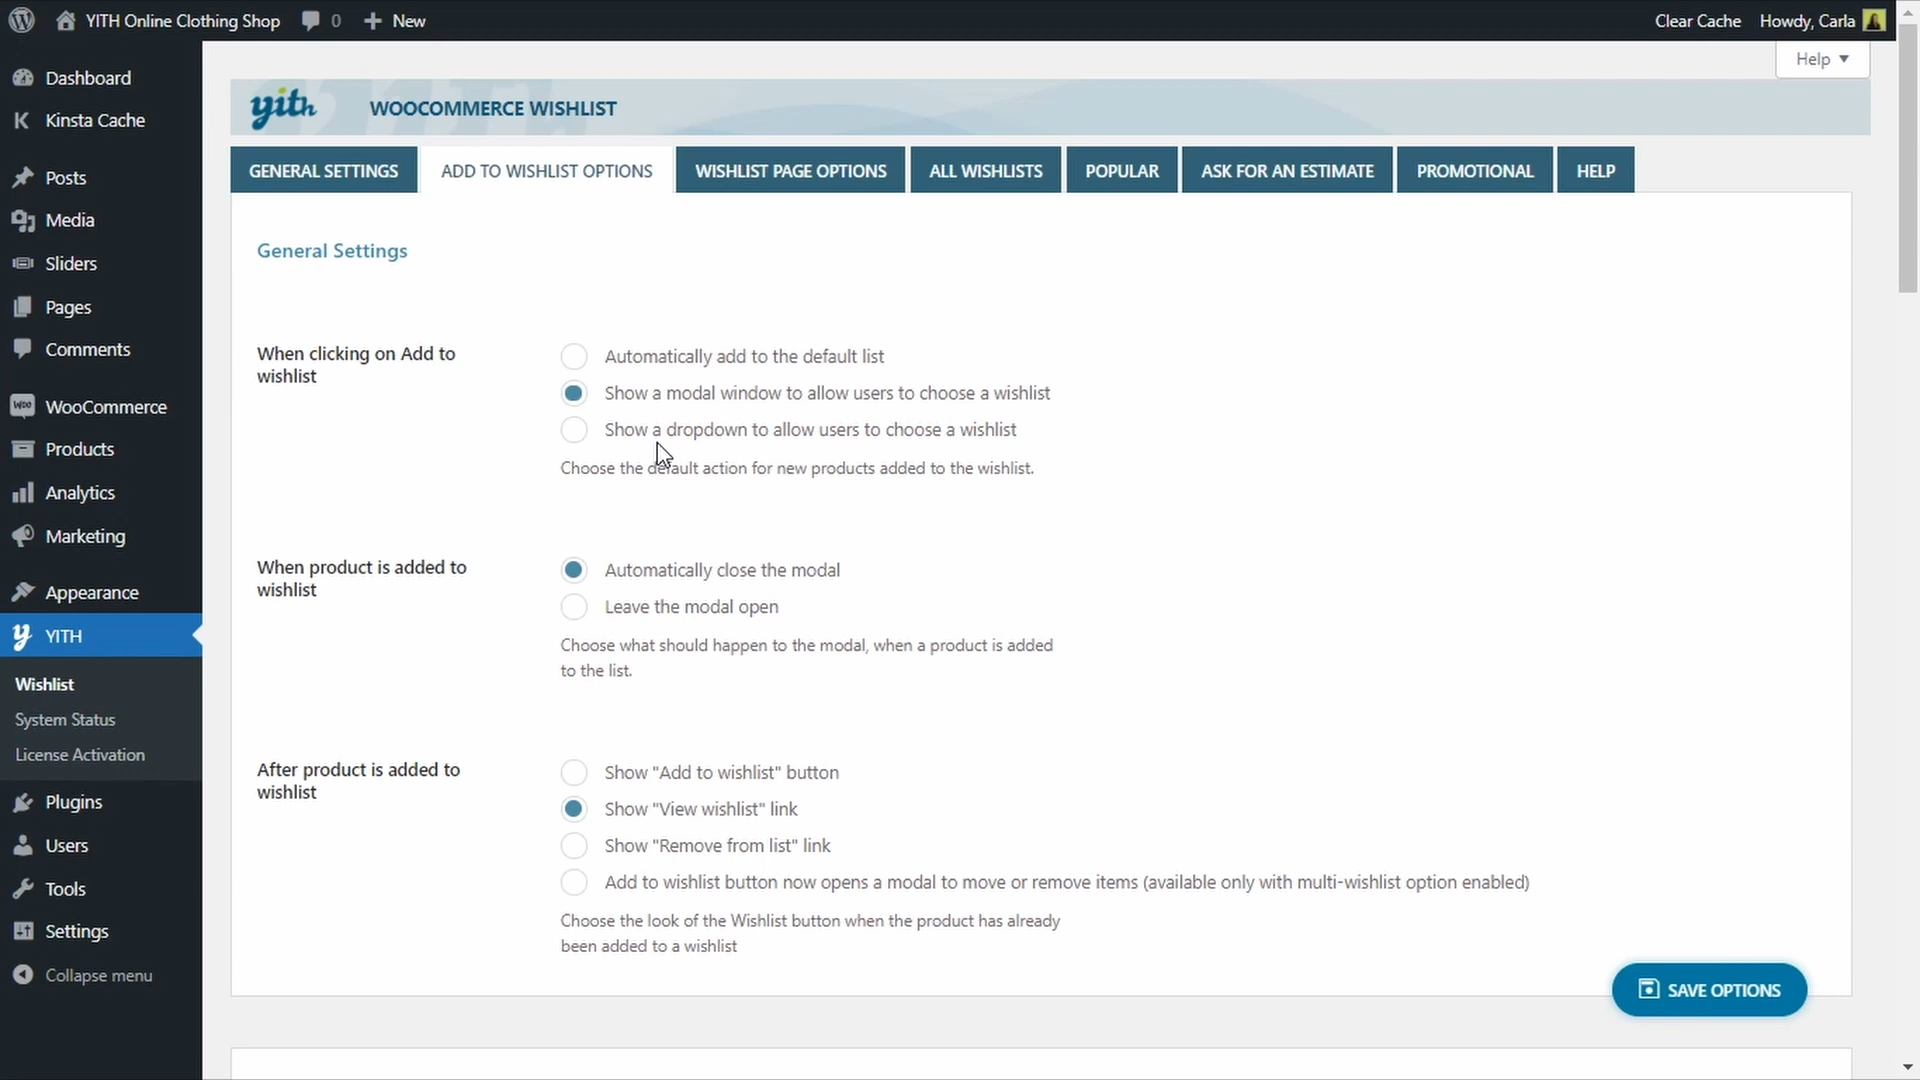 YITH Online Clothing Shop 0 New Clear Cache Howdy, Carla
Help
Dashboard
Kinsta Cache
Posts
Media
Sliders
Pages
Comments
WooCommerce
Products
Analytics
Marketing
Appearance
YITH
Wishlist
System Status
License Activation
Plugins
Users
Tools
Settings
Collapse menu
yith WOOCOMMERCE WISHLIST
GENERAL SETTINGS ADD TO WISHLIST OPTIONS WISHLIST PAGE OPTIONS ALL WISHLISTS POPULAR ASK FOR AN ESTIMATE PROMOTIONAL HELP
General Settings
When clicking on Add to
wishlist
Automatically add to the default list
Show a modal window to allow users to choose a wishlist
Show a dropdown to allow users to choose a wishlist
Choose the default action for new products added to the wishlist.
When product is added to
wishlist
Automatically close the modal
Leave the modal open
Choose what should happen to the modal, when a product is added
to the list.
After product is added to
wishlist
Show "Add to wishlist" button
Show "View wishlist" link
Show "Remove from list" link
Add to wishlist button now opens a modal to move or remove items (available only with multi-wishlist option enabled)
Choose the look of the Wishlist button when the product has already
been added to a wishlist
SAVE OPTIONS